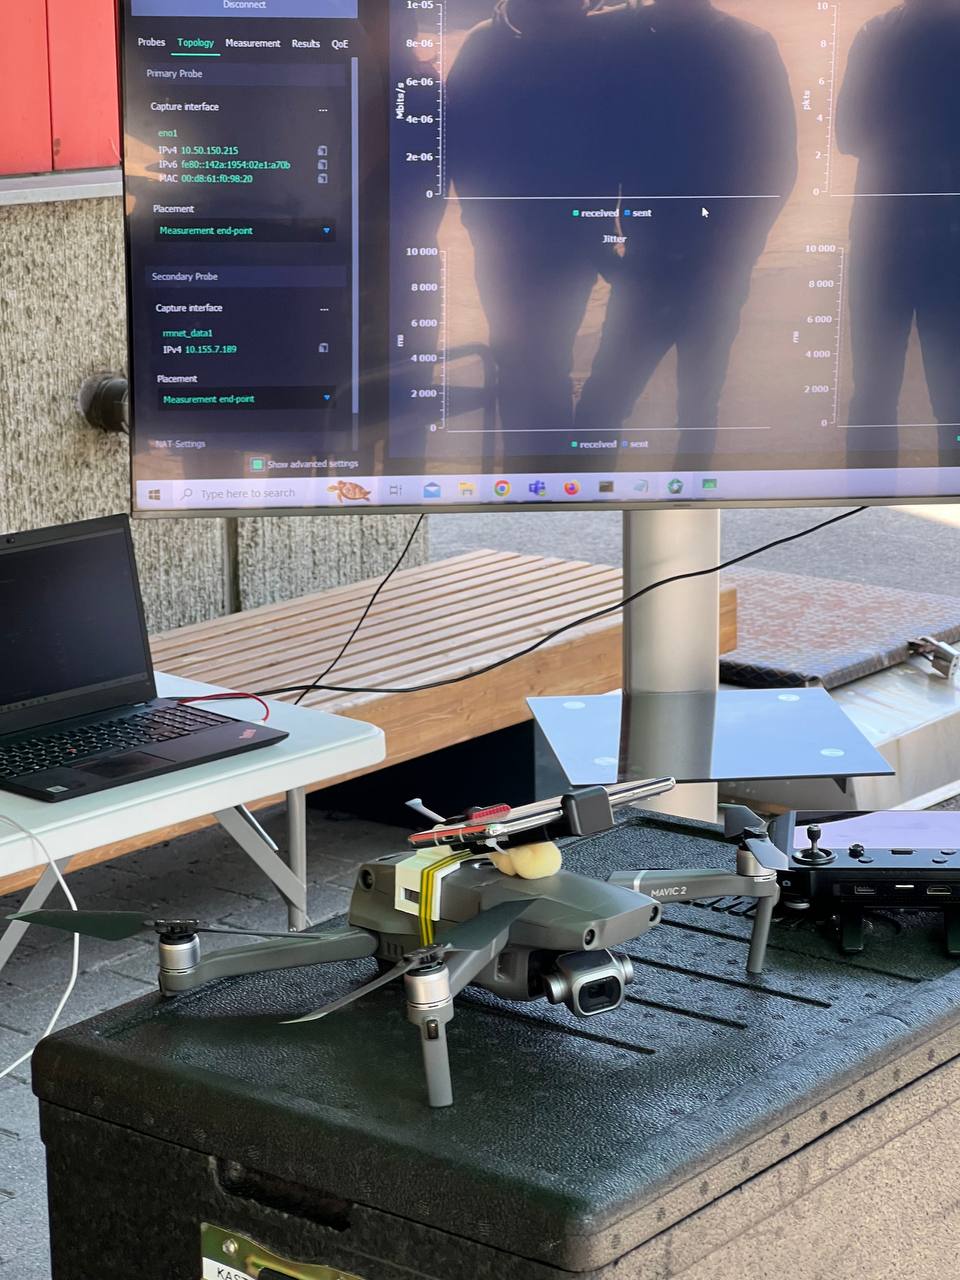 Disconnect
Probes Topology Measurement Results QoE
Primary Probe
Capture interface ...
eno1
IPv4 10.50.150.215
IPv6 fe80::142a:1954:02e1:a70b
MAC 00:d8:61:f0:98:20
Placement
Measurement end-point
Secondary Probe
Capture interface ...
rmnet_data1
IPv4 10.155.7.189
Placement
Measurement end-point
NAT-Settings
Show advanced settings
Type here to search
1e-05
8e-06
6e-06
4e-06
2e-06
0
Mbits/s
received sent
Jitter
10 000
8 000
6 000
4 000
2 000
0
ms
received sent
10
8
6
4
2
0
pkts
10 000
8 000
6 000
4 000
2 000
0
ms
MAVIC 2
KAST